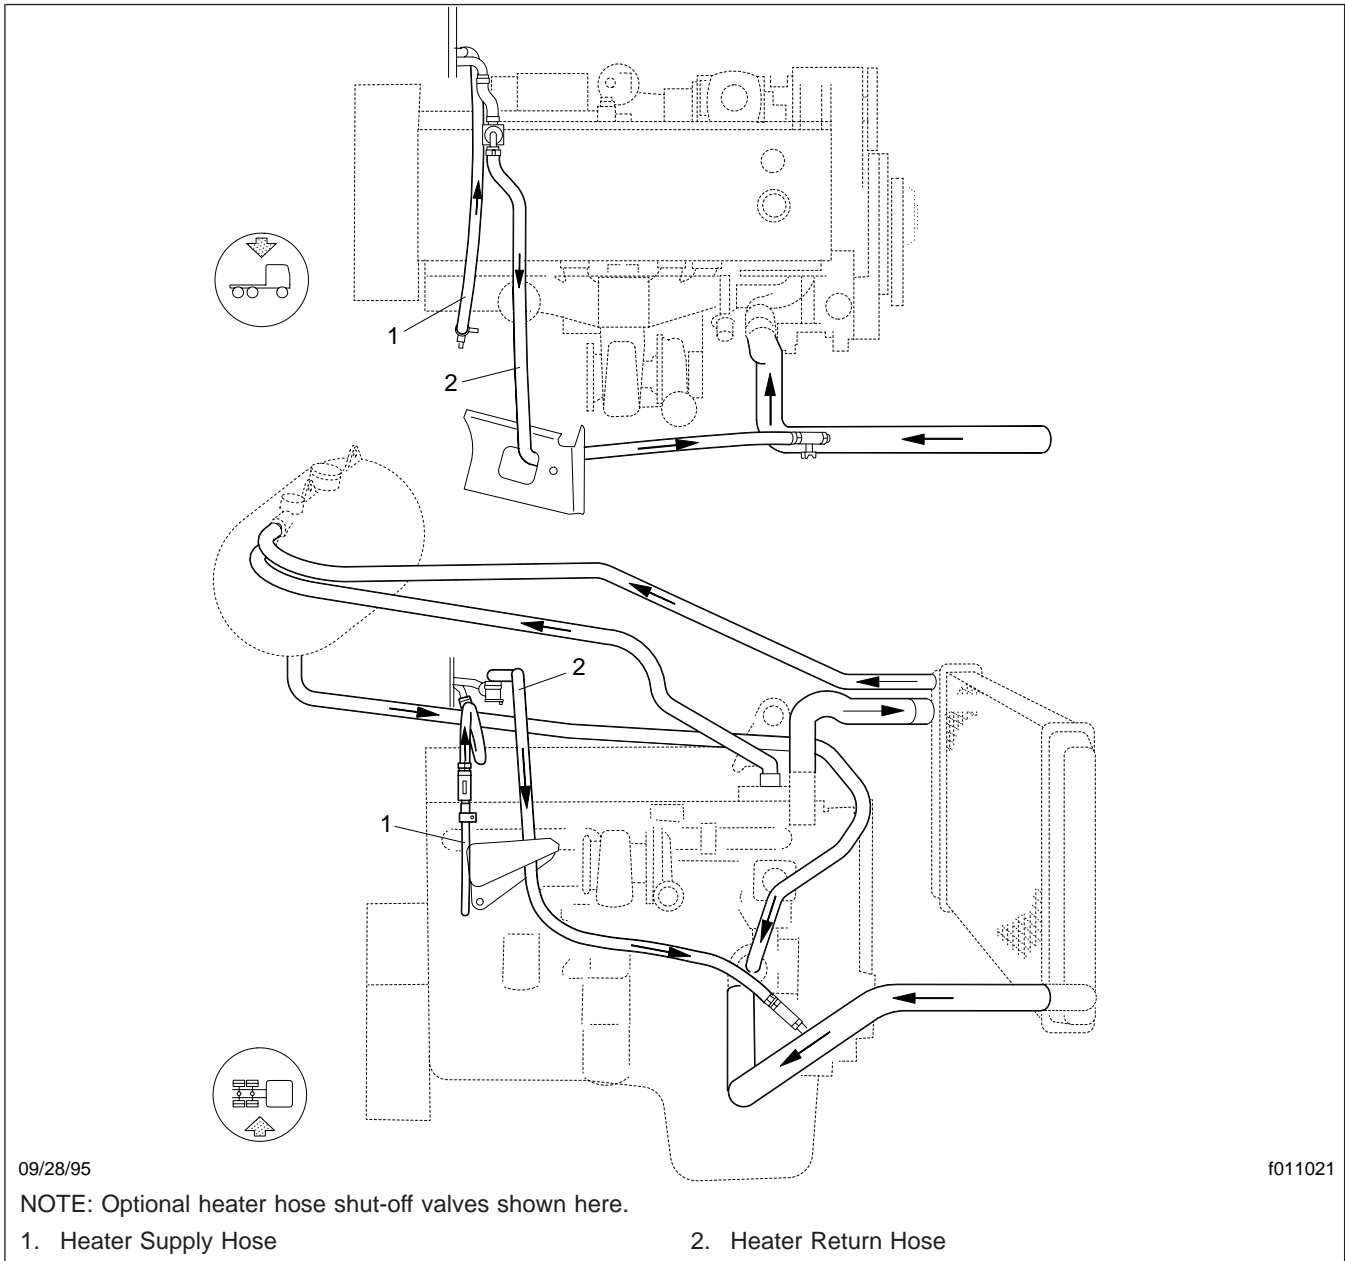 1
2
2
1
09/28/95
f011021
NOTE: Optional heater hose shut-off valves shown here.
1. Heater Supply Hose
2. Heater Return Hose